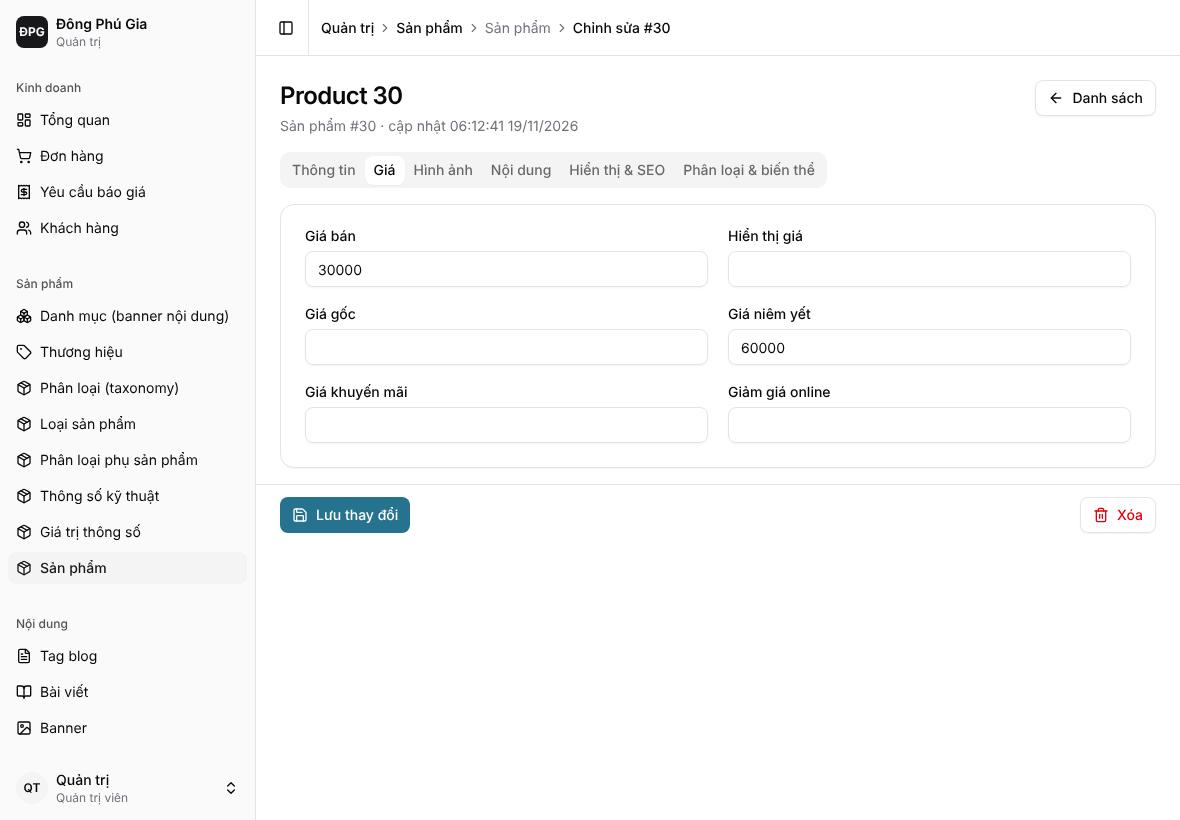 ĐPG
Đông Phú Gia
Quản trị
Kinh doanh
Tổng quan
Đơn hàng
Yêu cầu báo giá
Khách hàng
Sản phẩm
Danh mục (banner nội dung)
Thương hiệu
Phân loại (taxonomy)
Loại sản phẩm
Phân loại phụ sản phẩm
Thông số kỹ thuật
Giá trị thông số
Sản phẩm
Nội dung
Tag blog
Bài viết
Banner
QT
Quản trị
Quản trị viên
Quản trị > Sản phẩm > Sản phẩm > Chỉnh sửa #30
Product 30
Sản phẩm #30 · cập nhật 06:12:41 19/11/2026
Danh sách
Thông tin Giá Hình ảnh Nội dung Hiển thị & SEO Phân loại & biến thể
Giá bán
30000
Hiển thị giá
Giá gốc
Giá niêm yết
60000
Giá khuyến mãi
Giảm giá online
Lưu thay đổi
Xóa